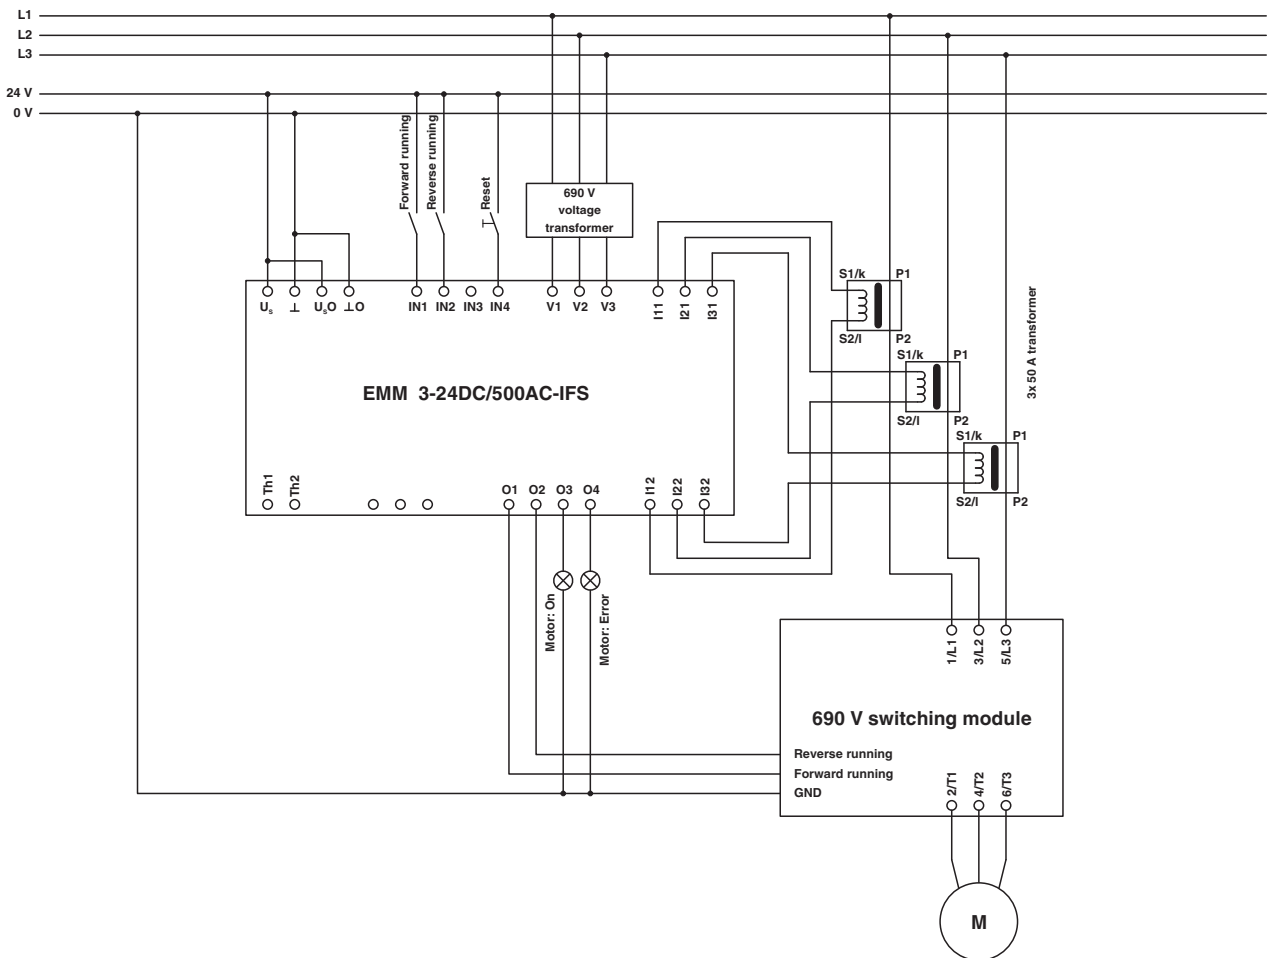 L1
L2
L3
24 V
0 V
Forward running
Reverse running
Reset
690 V
voltage
transformer
Us
⊥
UsO
⊥O
IN1
IN2
IN3
IN4
V1
V2
V3
I11
I21
I31
S1/k
P1
S2/l
P2
S1/k
P1
S2/l
P2
S1/k
P1
S2/l
P2
3x 50 A transformer
EMM 3-24DC/500AC-IFS
Th1
Th2
O1
O2
O3
O4
I12
I22
I32
Motor: On
Motor: Error
1/L1
3/L2
5/L3
690 V switching module
Reverse running
Forward running
GND
2/T1
4/T2
6/T3
M